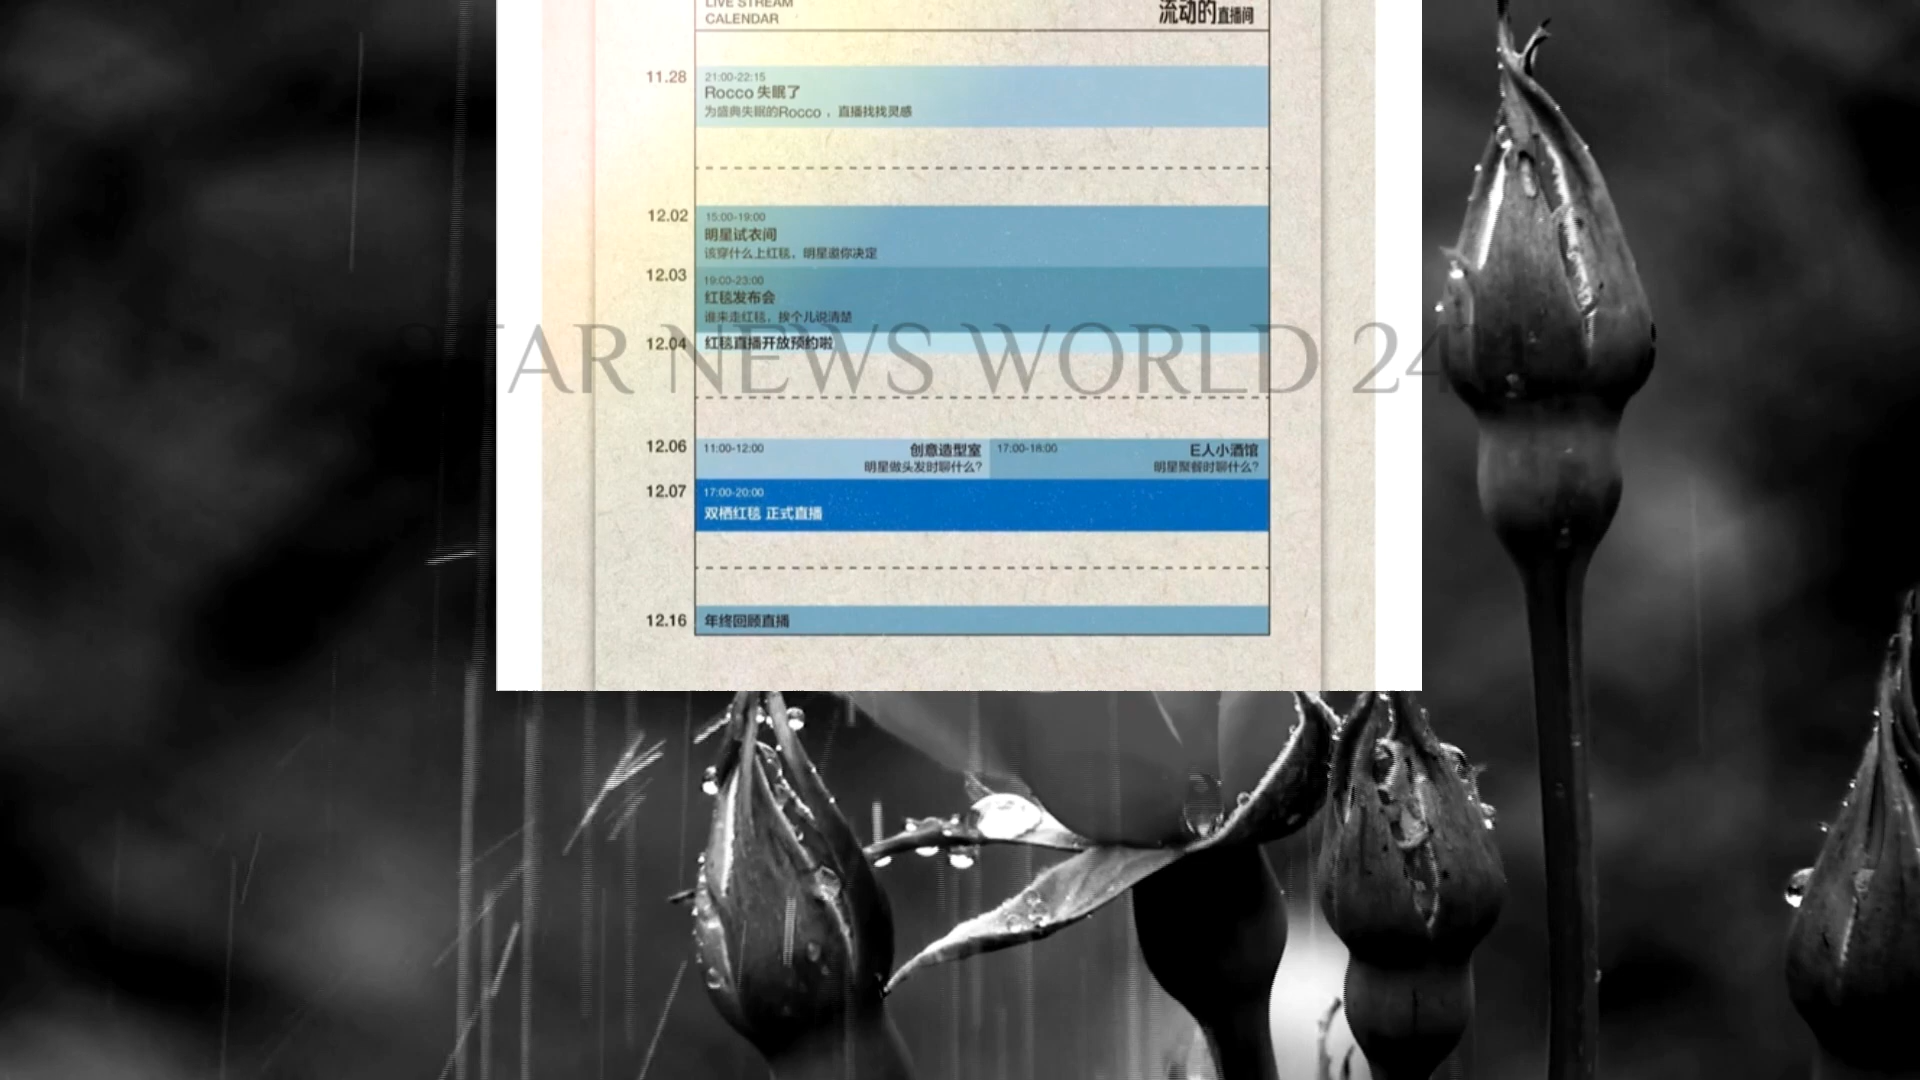 LIVE STREAM
CALENDAR
流动的直播间
11.28
21:00-22:15
Rocco 失眠了
为盛典失眠的Rocco，直播找找灵感
12.02
15:00-19:00
明星试衣间
该穿什么上红毯，明星邀你决定
12.03
19:00-23:00
红毯发布会
谁来走红毯，挨个儿说清楚
12.04
红毯直播开放预约啦
STAR NEWS WORLD 24
12.06
11:00-12:00
创意造型室
明星做头发时聊什么?
17:00-18:00
E人小酒馆
明星聚餐时聊什么?
12.07
17:00-20:00
双栖红毯 正式直播
12.16
年终回顾直播